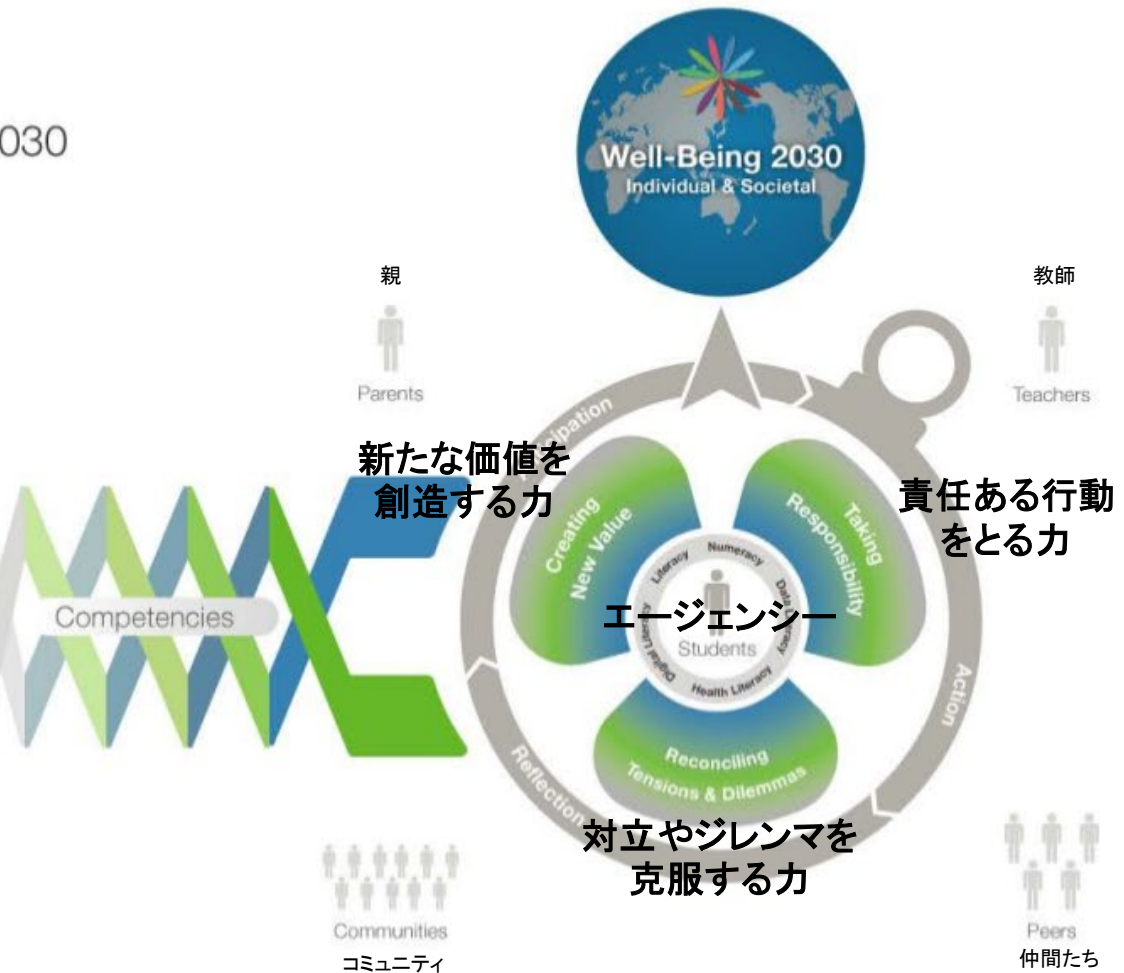 030
Well-Being 2030
Individual & Societal
親
Parents
教師
Teachers
新たな価値を
創造する力
責任ある行動
をとる力
Creating
New Value
Taking
Responsibility
Competencies
Literacy
Numeracy
Health Literacy
エージェンシー
Students
Action
Reflection
Reconciling
Tensions & Dilemmas
対立やジレンマを
克服する力
Communities
コミュニティ
Peers
仲間たち